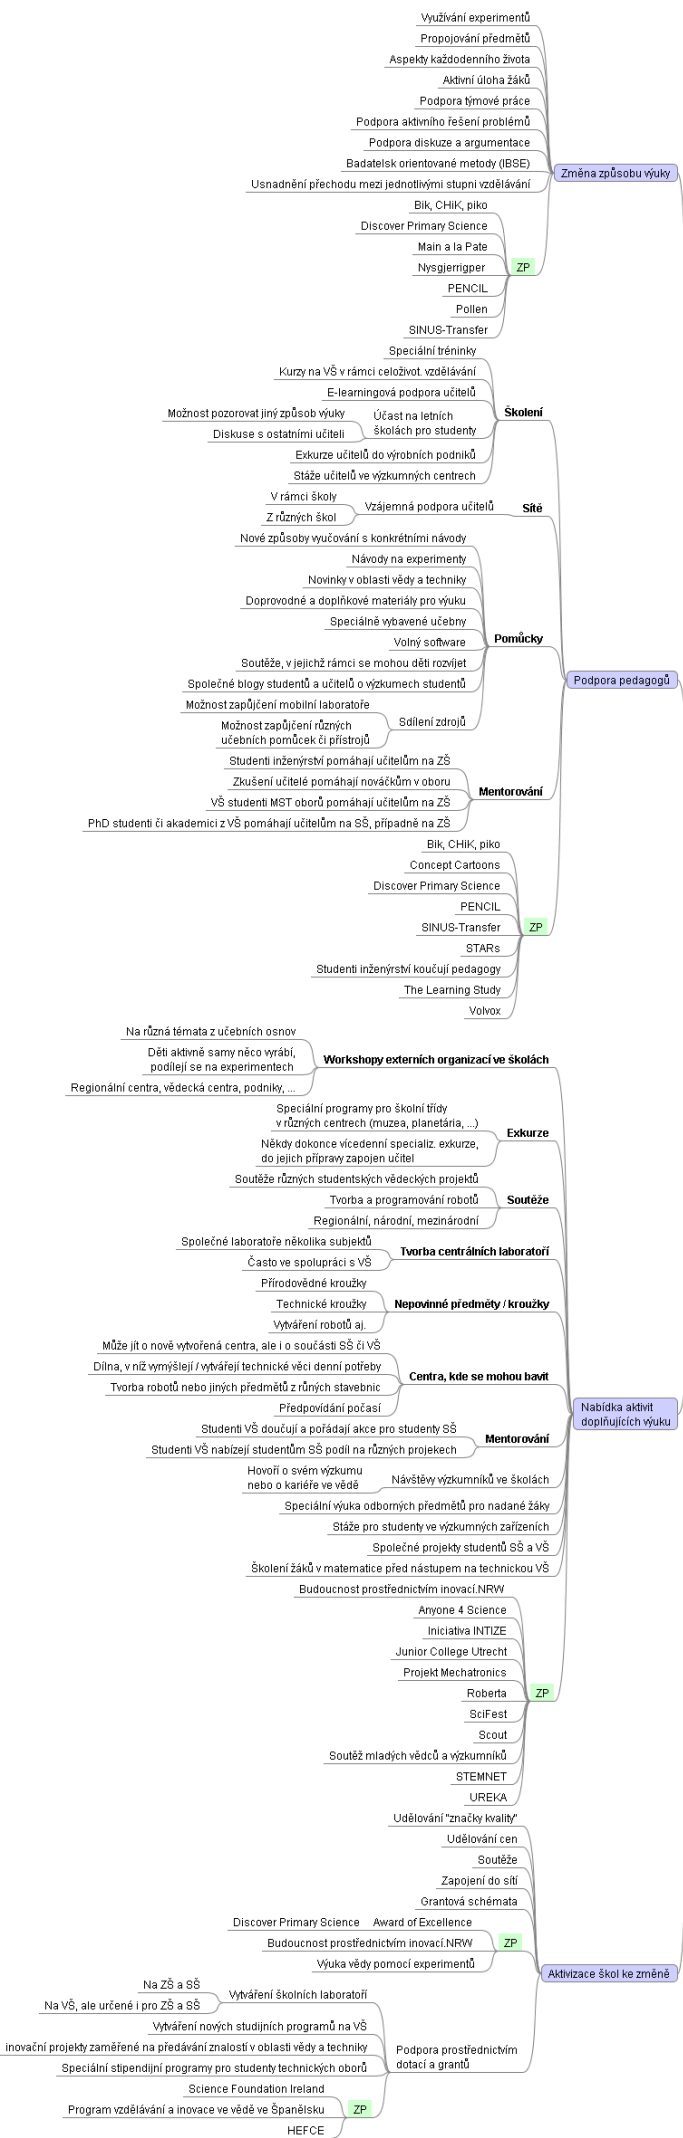 Využívání experimentů
Propojování předmětů
Aspekty každodenního života
Aktivní úloha žáků
Podpora týmové práce
Podpora aktivního řešení problémů
Podpora diskuze a argumentace
Badatelsk orientované metody (IBSE)
Usnadnění přechodu mezi jednotlivými stupni vzdělávání
Změna způsobu výuky
Bik, CHiK, piko
Discover Primary Science
Main a la Pate
Nysgjerrigper
PENCIL
Pollen
SINUS-Transfer
ZP
Speciální tréninky
Kurzy na VŠ v rámci celoživot. vzdělávání
E-learningová podpora učitelů
Možnost pozorovat jiný způsob výuky
Diskuse s ostatními učiteli
Účast na letních
školách pro studenty
Exkurze učitelů do výrobních podniků
Stáže učitelů ve výzkumných centrech
Školení
V rámci školy
Z různých škol
Vzájemná podpora učitelů
Sítě
Nové způsoby vyučování s konkrétními návody
Návody na experimenty
Novinky v oblasti vědy a techniky
Doprovodné a doplňkové materiály pro výuku
Speciálně vybavené učebny
Volný software
Soutěže, v jejichž rámci se mohou děti rozvíjet
Společné blogy studentů a učitelů o výzkumech studentů
Možnost zapůjčení mobilní laboratoře
Možnost zapůjčení různých
učebních pomůcek či přístrojů
Sdílení zdrojů
Pomůcky
Podpora pedagogů
Studenti inženýrství pomáhají učitelům na ZŠ
Zkušení učitelé pomáhají nováčkům v oboru
VŠ studenti MST oborů pomáhají učitelům na ZŠ
PhD studenti či akademici z VŠ pomáhají učitelům na SŠ, případně na ZŠ
Mentorování
Bik, CHiK, piko
Concept Cartoons
Discover Primary Science
PENCIL
SINUS-Transfer
STARs
Studenti inženýrství koučují pedagogy
The Learning Study
Volvox
ZP
Na různá témata z učebních osnov
Děti aktivně samy něco vyrábí,
podílejí se na experimentech
Regionální centra, vědecká centra, podniky, ...
Workshopy externích organizací ve školách
Speciální programy pro školní třídy
v různých centrech (muzea, planetária, ...)
Někdy dokonce vícedenní specializ. exkurze,
do jejich přípravy zapojen učitel
Exkurze
Soutěže různých studentských vědeckých projektů
Tvorba a programování robotů
Regionální, národní, mezinárodní
Soutěže
Společné laboratoře několika subjektů
Často ve spolupráci s VŠ
Tvorba centrálních laboratoří
Přírodovědné kroužky
Technické kroužky
Vytváření robotů aj.
Nepovinné předměty / kroužky
Může jít o nově vytvořená centra, ale i o součásti SŠ či VŠ
Dílna, v níž vymýšlejí / vytvářejí technické věci denní potřeby
Tvorba robotů nebo jiných předmětů z růných stavebnic
Předpovídání počasí
Centra, kde se mohou bavit
Nabídka aktivit
doplňujících výuku
Studenti VŠ doučují a pořádají akce pro studenty SŠ
Studenti VŠ nabízejí studentům SŠ podíl na různých projekech
Mentorování
Hovoří o svém výzkumu
nebo o kariéře ve vědě
Návštěvy výzkumníků ve školách
Speciální výuka odborných předmětů pro nadané žáky
Stáže pro studenty ve výzkumných zařízeních
Společné projekty studentů SŠ a VŠ
Školení žáků v matematice před nástupem na technickou VŠ
Budoucnost prostřednictvím inovací.NRW
Anyone 4 Science
Iniciativa INTIZE
Junior College Utrecht
Projekt Mechatronics
Roberta
SciFest
Scout
Soutěž mladých vědců a výzkumníků
STEMNET
UREKA
ZP
Udělování "značky kvality"
Udělování cen
Soutěže
Zapojení do sítí
Grantová schémata
Discover Primary Science Award of Excellence
Budoucnost prostřednictvím inovací.NRW
Výuka vědy pomocí experimentů
ZP
Aktivizace škol ke změně
Na ZŠ a SŠ
Na VŠ, ale určené i pro ZŠ a SŠ
Vytváření školních laboratoří
Vytváření nových studijních programů na VŠ
inovační projekty zaměřené na předávání znalostí v oblasti vědy a techniky
Speciální stipendijní programy pro studenty technických oborů
Podpora prostřednictvím
dotací a grantů
Science Foundation Ireland
Program vzdělávání a inovace ve vědě ve Španělsku
HEFCE
ZP